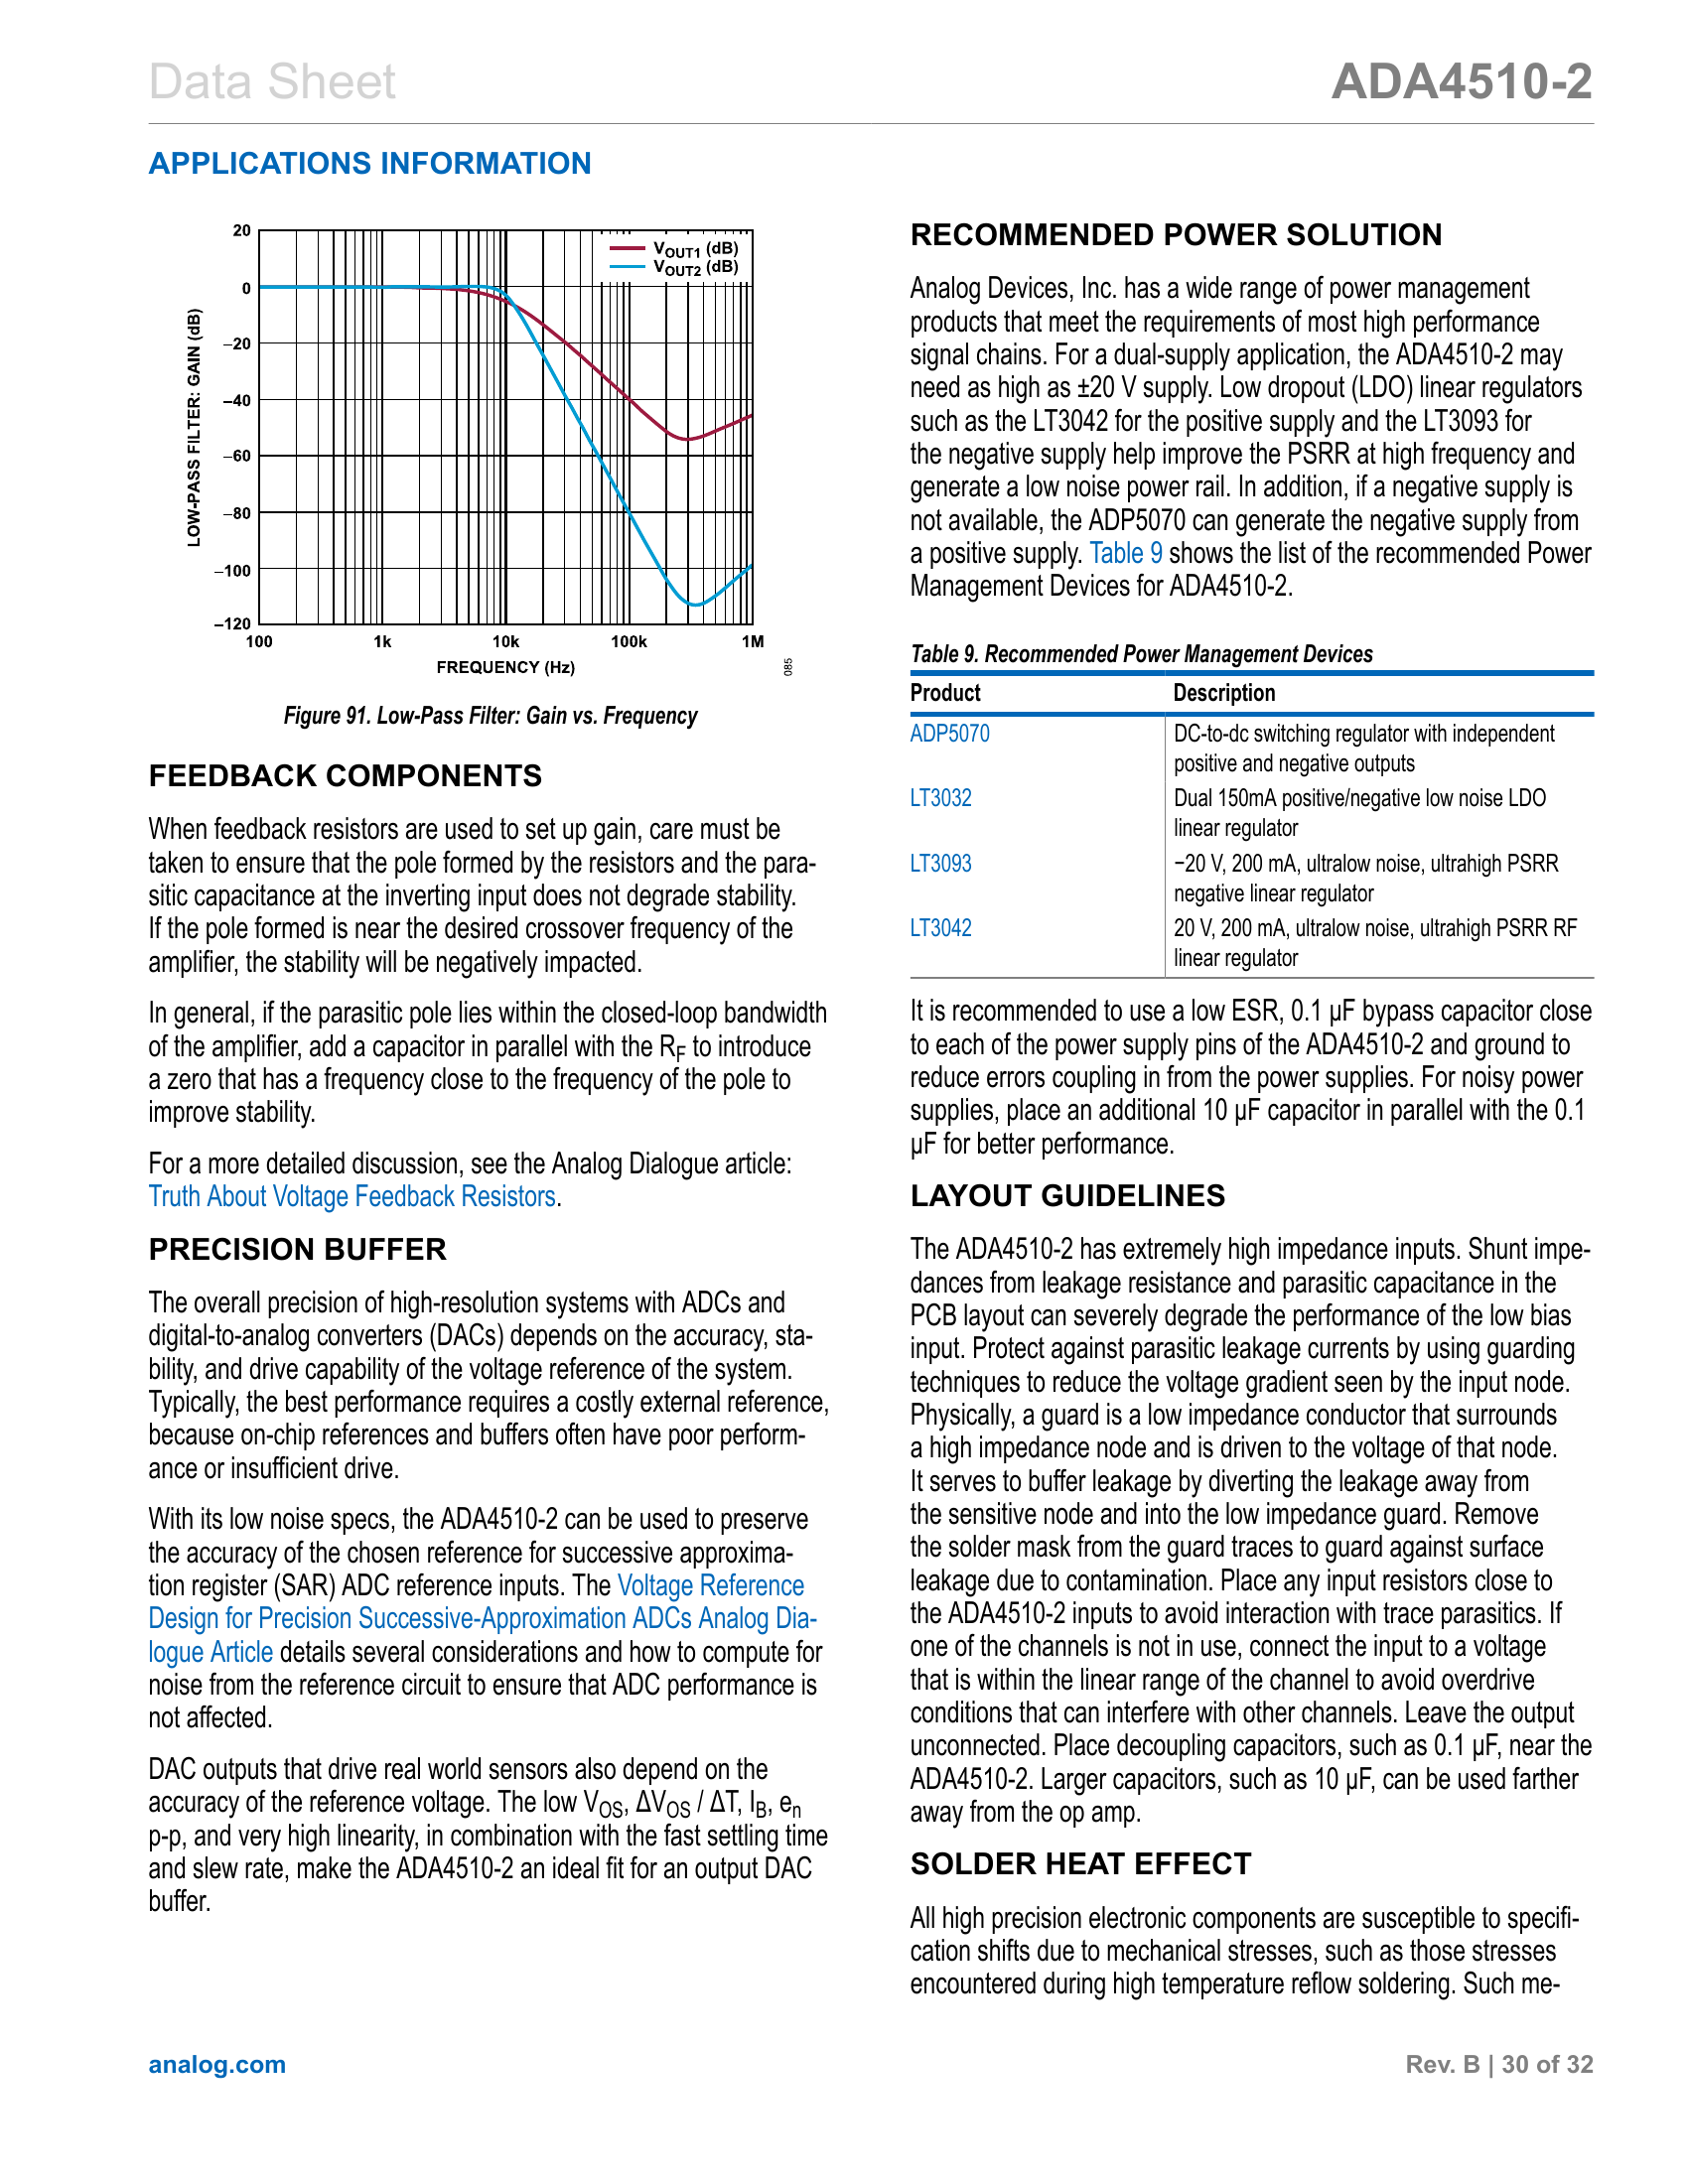 Data Sheet
ADA4510-2
APPLICATIONS INFORMATION
20
0
−20
−40
−60
−80
−100
−120
100
1k
10k
100k
1M
LOW-PASS FILTER: GAIN (dB)
FREQUENCY (Hz)
VOUT1 (dB)
VOUT2 (dB)
085
Figure 91. Low-Pass Filter: Gain vs. Frequency
FEEDBACK COMPONENTS
When feedback resistors are used to set up gain, care must be
taken to ensure that the pole formed by the resistors and the para-
sitic capacitance at the inverting input does not degrade stability.
If the pole formed is near the desired crossover frequency of the
amplifier, the stability will be negatively impacted.
In general, if the parasitic pole lies within the closed-loop bandwidth
of the amplifier, add a capacitor in parallel with the RF to introduce
a zero that has a frequency close to the frequency of the pole to
improve stability.
For a more detailed discussion, see the Analog Dialogue article:
Truth About Voltage Feedback Resistors.
PRECISION BUFFER
The overall precision of high-resolution systems with ADCs and
digital-to-analog converters (DACs) depends on the accuracy, sta-
bility, and drive capability of the voltage reference of the system.
Typically, the best performance requires a costly external reference,
because on-chip references and buffers often have poor perform-
ance or insufficient drive.
With its low noise specs, the ADA4510-2 can be used to preserve
the accuracy of the chosen reference for successive approxima-
tion register (SAR) ADC reference inputs. The Voltage Reference
Design for Precision Successive-Approximation ADCs Analog Dia-
logue Article details several considerations and how to compute for
noise from the reference circuit to ensure that ADC performance is
not affected.
DAC outputs that drive real world sensors also depend on the
accuracy of the reference voltage. The low VOS, ΔVOS / ΔT, IB, en
p-p, and very high linearity, in combination with the fast settling time
and slew rate, make the ADA4510-2 an ideal fit for an output DAC
buffer.
RECOMMENDED POWER SOLUTION
Analog Devices, Inc. has a wide range of power management
products that meet the requirements of most high performance
signal chains. For a dual-supply application, the ADA4510-2 may
need as high as ±20 V supply. Low dropout (LDO) linear regulators
such as the LT3042 for the positive supply and the LT3093 for
the negative supply help improve the PSRR at high frequency and
generate a low noise power rail. In addition, if a negative supply is
not available, the ADP5070 can generate the negative supply from
a positive supply. Table 9 shows the list of the recommended Power
Management Devices for ADA4510-2.
Table 9. Recommended Power Management Devices
Product Description
ADP5070 DC-to-dc switching regulator with independent
positive and negative outputs
LT3032 Dual 150mA positive/negative low noise LDO
linear regulator
LT3093 −20 V, 200 mA, ultralow noise, ultrahigh PSRR
negative linear regulator
LT3042 20 V, 200 mA, ultralow noise, ultrahigh PSRR RF
linear regulator
It is recommended to use a low ESR, 0.1 μF bypass capacitor close
to each of the power supply pins of the ADA4510-2 and ground to
reduce errors coupling in from the power supplies. For noisy power
supplies, place an additional 10 μF capacitor in parallel with the 0.1
μF for better performance.
LAYOUT GUIDELINES
The ADA4510-2 has extremely high impedance inputs. Shunt impe-
dances from leakage resistance and parasitic capacitance in the
PCB layout can severely degrade the performance of the low bias
input. Protect against parasitic leakage currents by using guarding
techniques to reduce the voltage gradient seen by the input node.
Physically, a guard is a low impedance conductor that surrounds
a high impedance node and is driven to the voltage of that node.
It serves to buffer leakage by diverting the leakage away from
the sensitive node and into the low impedance guard. Remove
the solder mask from the guard traces to guard against surface
leakage due to contamination. Place any input resistors close to
the ADA4510-2 inputs to avoid interaction with trace parasitics. If
one of the channels is not in use, connect the input to a voltage
that is within the linear range of the channel to avoid overdrive
conditions that can interfere with other channels. Leave the output
unconnected. Place decoupling capacitors, such as 0.1 μF, near the
ADA4510-2. Larger capacitors, such as 10 μF, can be used farther
away from the op amp.
SOLDER HEAT EFFECT
All high precision electronic components are susceptible to specifi-
cation shifts due to mechanical stresses, such as those stresses
encountered during high temperature reflow soldering. Such me-
analog.com
Rev. B | 30 of 32